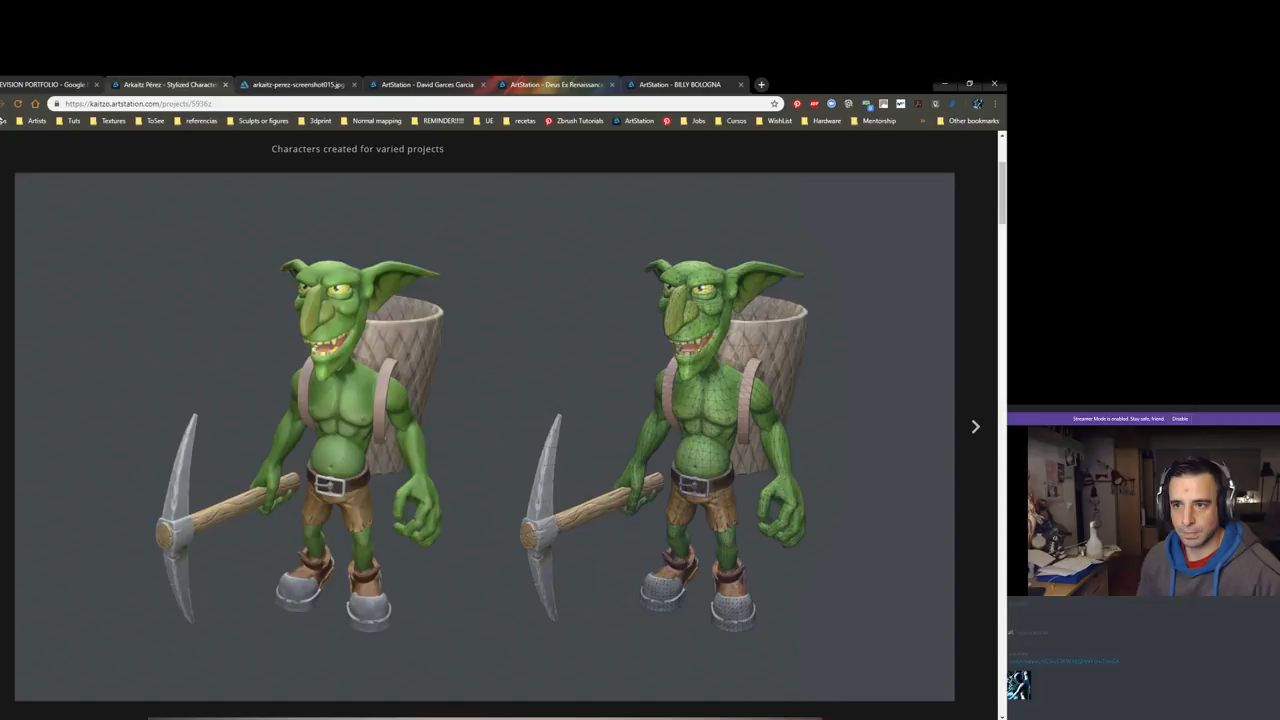 EVISION PORTFOLIO - Google
Arkaitz Pérez - Stylized Characte
arkaitz-perez-screenshot015.jpg
ArtStation - David Garces Garcia
ArtStation - Deus Ex Renaissance
ArtStation - BILLY BOLOGNA
https://kaitzo.artstation.com/projects/5936z
Artists
Tuts
Textures
ToSee
referencias
Sculpts or figures
3dprint
Normal mapping
REMINDER!!!!!
UE
recetas
Zbrush Tutorials
ArtStation
Jobs
Cursos
WishList
Hardware
Mentorship
Other bookmarks
Characters created for varied projects
Streamer Mode is enabled. Stay safe, friend.
Disable